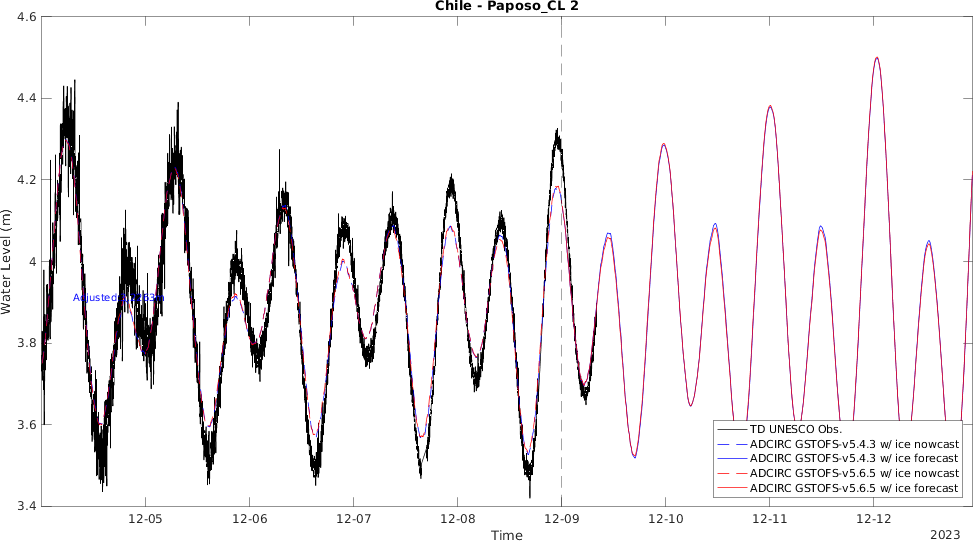 Chile - Paposo_CL 2
4.6
4.4
4.2
4
3.8
3.6
3.4
Water Level (m)
Adjusted
12-05
12-06
12-07
12-08
12-09
12-10
12-11
12-12
2023
Time
TD UNESCO Obs.
ADCIRC GSTOFS-v5.4.3 w/ ice nowcast
ADCIRC GSTOFS-v5.4.3 w/ ice forecast
ADCIRC GSTOFS-v5.6.5 w/ ice nowcast
ADCIRC GSTOFS-v5.6.5 w/ ice forecast